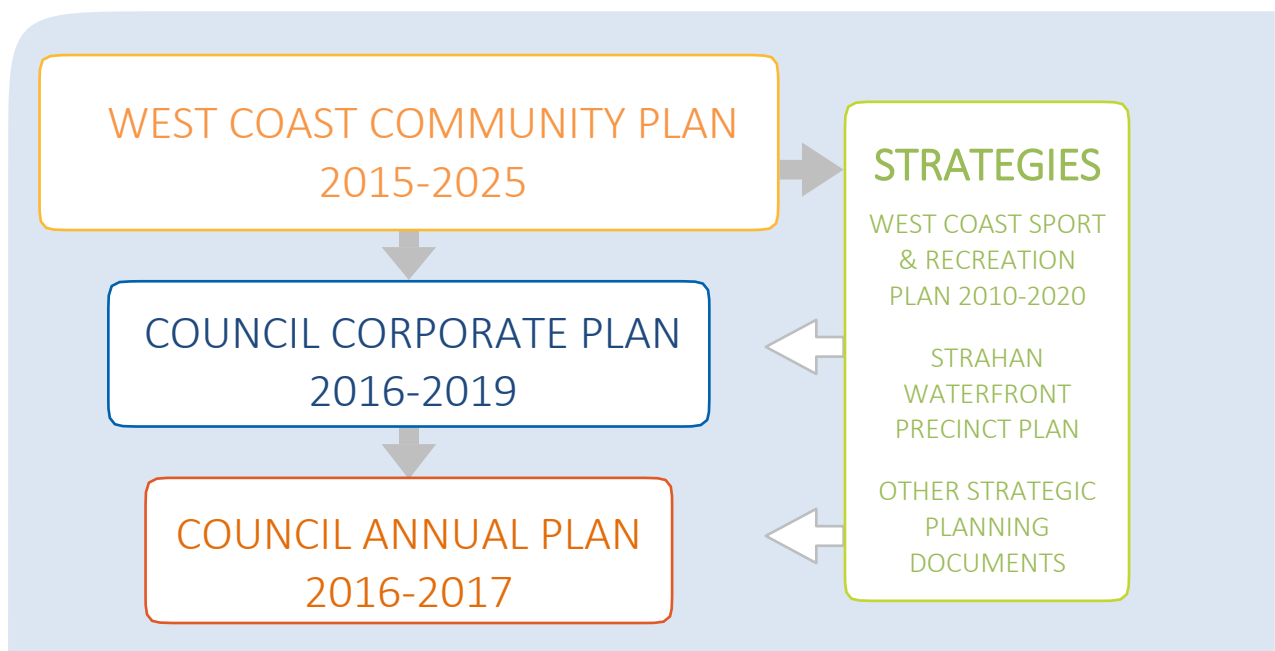 WEST COAST COMMUNITY PLAN
2015-2025
COUNCIL CORPORATE PLAN
2016-2019
COUNCIL ANNUAL PLAN
2016-2017
STRATEGIES
WEST COAST SPORT
& RECREATION
PLAN 2010-2020
STRAHAN
WATERFRONT
PRECINCT PLAN
OTHER STRATEGIC
PLANNING
DOCUMENTS